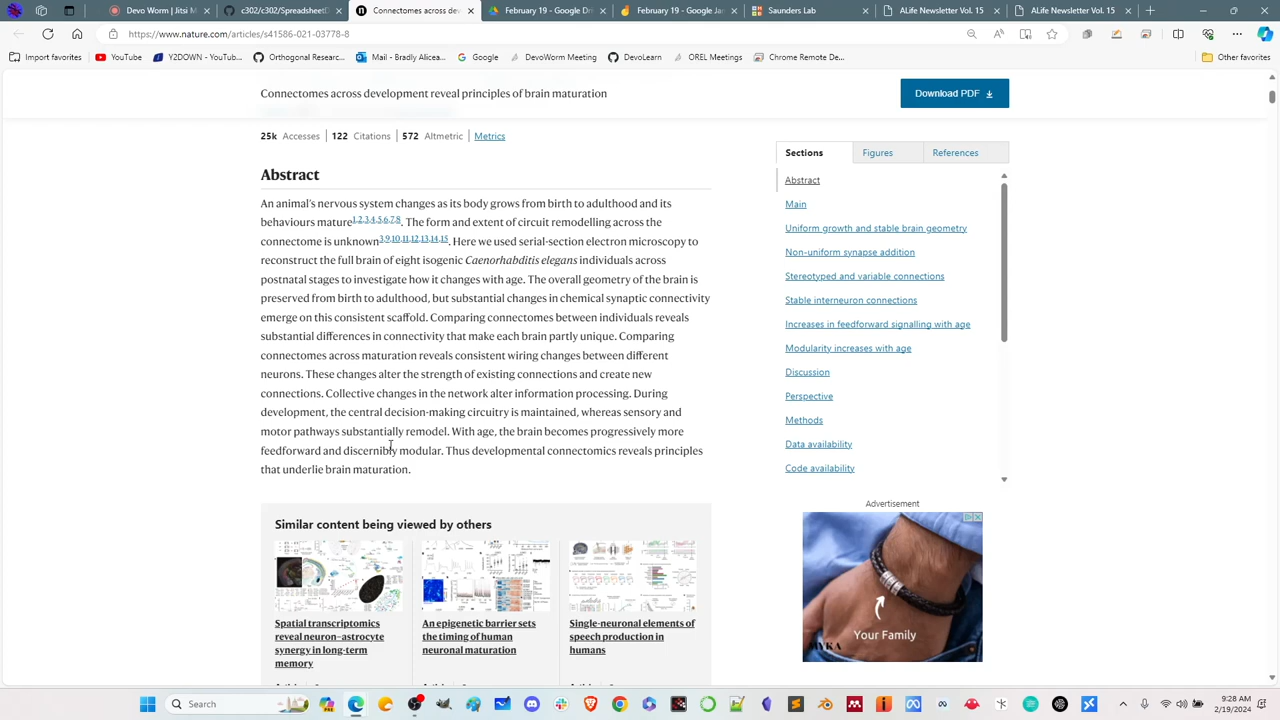 Devo Worm | Jitsi M
c302/c302/
c302/c302 at dev
Connectomes across dev
February 19 - Google
GitHub - openworm/c30
cyNewsletter Vol. 15
cyNewsletter Vol. 15
https://www.nature.com/articles/s41586-021-03778-8
Import favorites
YouTube
Y2DOWN - YouTub...
Orthogonal Researc...
Mail - Bradly Alicea...
Google
DevoWorm Meeting
DevoLearn
OREL Meetings
Chrome Remote De...
Other favorites
Connectomes across development reveal principles of brain maturation
Download PDF
25k Accesses | 122 Citations | 572 Altmetric | Metrics
Abstract
An animal's nervous system changes as its body grows from birth to adulthood and its
behaviours mature1,2,3,4,5,6,7,8. The form and extent of circuit remodelling across the
connectome is unknown3,9,10,11,12,13,14,15. Here we used serial-section electron microscopy to
reconstruct the full brain of eight isogenic Caenorhabditis elegans individuals across
postnatal stages to investigate how it changes with age. The overall geometry of the brain is
preserved from birth to adulthood, but substantial changes in chemical synaptic connectivity
emerge on this consistent scaffold. Comparing connectomes between individuals reveals
substantial differences in connectivity that make each brain partly unique. Comparing
connectomes across maturation reveals consistent wiring changes between different
neurons. These changes alter the strength of existing connections and create new
connections. Collective changes in the network alter information processing. During
development, the central decision-making circuitry is maintained, whereas sensory and
motor pathways substantially remodel. With age, the brain becomes progressively more
feedforward and discernibly modular. Thus developmental connectomics reveals principles
that underlie brain maturation.
Similar content being viewed by others
Spatial transcriptomics
reveal neuron–astrocyte
synergy in long-term
memory
An epigenetic barrier sets
the timing of human
neuronal maturation
Single-neuronal elements of
speech production in
humans
Sections
Figures
References
Abstract
Main
Uniform growth and stable brain geometry
Non-uniform synapse addition
Stereotyped and variable connections
Stable interneuron connections
Increases in feedforward signalling with age
Modularity increases with age
Discussion
Perspective
Methods
Data availability
Code availability
Advertisement
Your Family
Search
9:28 AM
2/19/2024